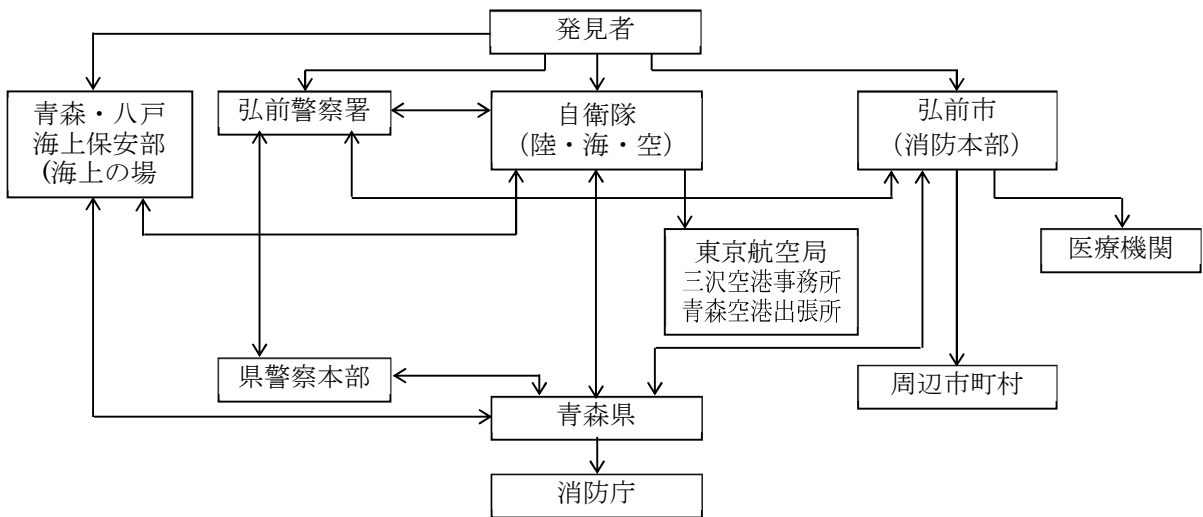 発見者
青森・八戸
海上保安部
(海上の場
弘前警察署
自衛隊
（陸・海・空）
弘前市
（消防本部）
東京航空局
三沢空港事務所
青森空港出張所
医療機関
県警察本部
周辺市町村
青森県
消防庁